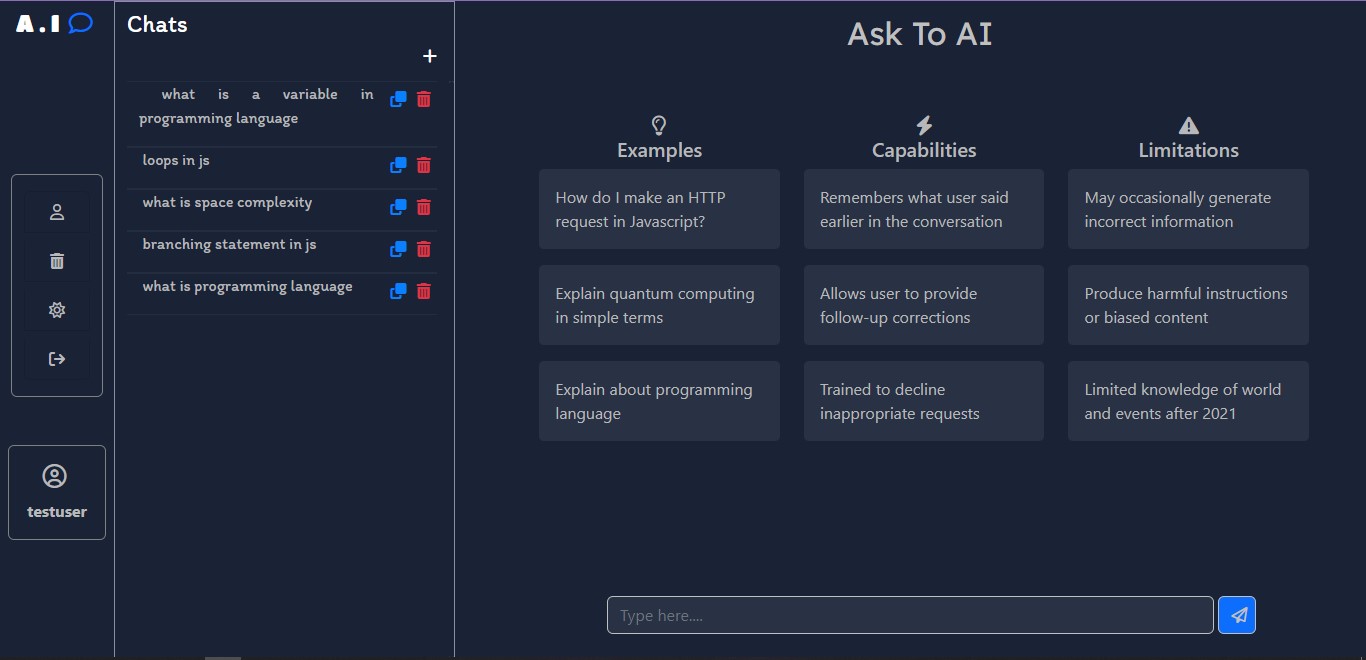 A.I
testuser
Chats
+
what is a variable in
programming language
loops in js
what is space complexity
branching statement in js
what is programming language
Ask To AI
Examples
How do I make an HTTP
request in Javascript?
Explain quantum computing
in simple terms
Explain about programming
language
Capabilities
Remembers what user said
earlier in the conversation
Allows user to provide
follow-up corrections
Trained to decline
inappropriate requests
Limitations
May occasionally generate
incorrect information
Produce harmful instructions
or biased content
Limited knowledge of world
and events after 2021
Type here....